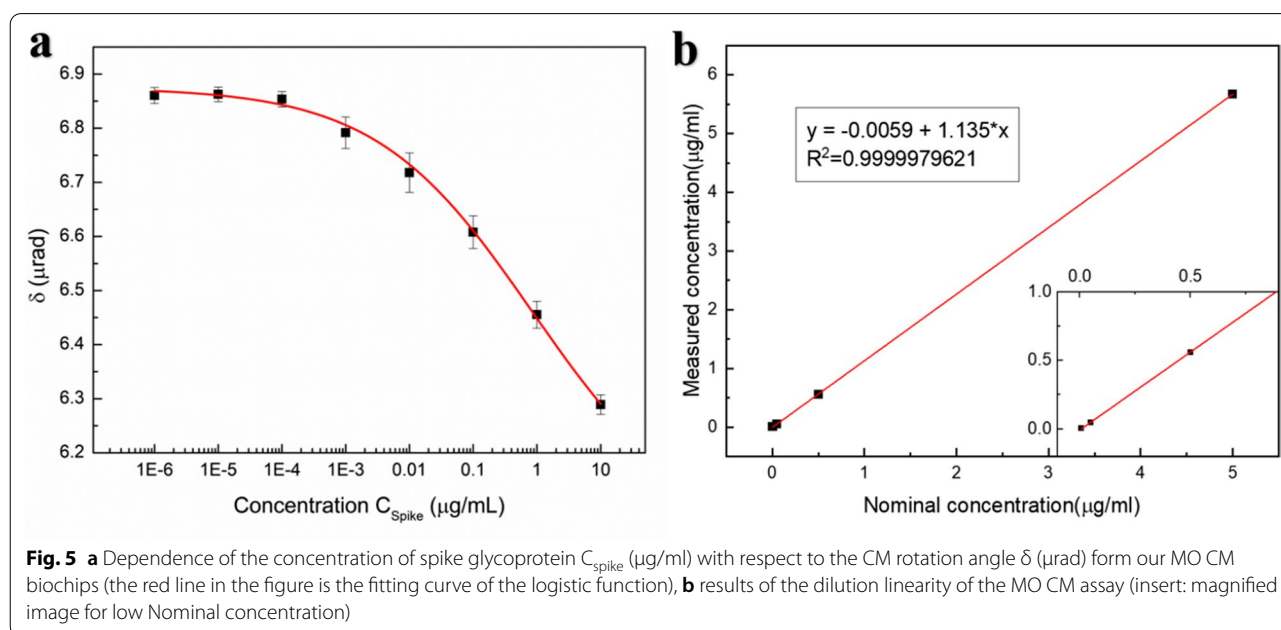 a
6.9
6.8
6.7
6.6
6.5
6.4
6.3
6.2
δ (μrad)
1E-6 1E-5 1E-4 1E-3 0.01 0.1 1 10
Concentration C_Spike (μg/mL)
b
6
5
4
3
2
1
0
Measured concentration(μg/ml)
y = -0.0059 + 1.135*x
R²=0.9999979621
0.0 0.5
1.0
0.5
0.0
0 1 2 3 4 5
Nominal concentration(μg/ml)
Fig. 5 a Dependence of the concentration of spike glycoprotein C_spike (μg/ml) with respect to the CM rotation angle δ (μrad) form our MO CM
biochips (the red line in the figure is the fitting curve of the logistic function), b results of the dilution linearity of the MO CM assay (insert: magnified
image for low Nominal concentration)